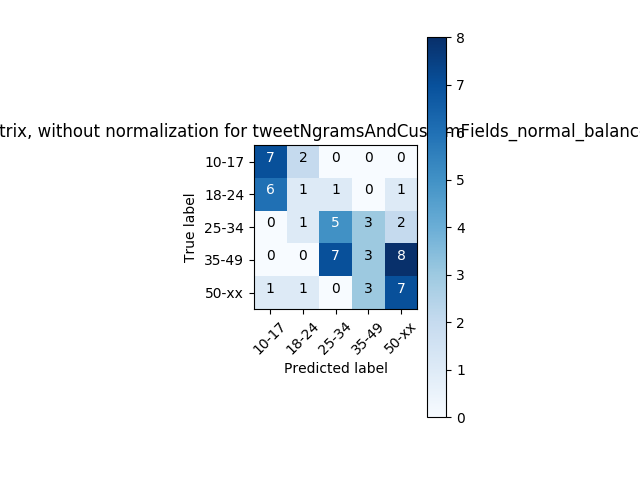 trix, without normalization for tweetNgramsAndCus mFields_normal_balanc
True label
10-17 7 2 0 0 0
18-24 6 1 1 0 1
25-34 0 1 5 3 2
35-49 0 0 7 3 8
50-xx 1 1 0 3 7
10-17 18-24 25-34 35-49 50-xx
Predicted label
8
7
6
5
4
3
2
1
0